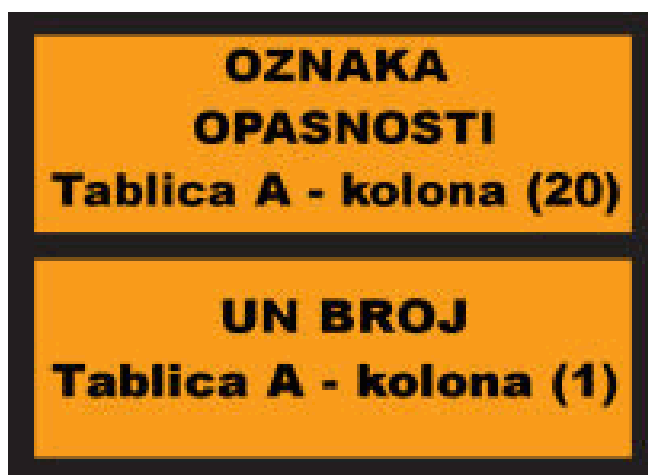 OZNAKA
OPASNOSTI
Tablica A - kolona (20)
UN BROJ
Tablica A - kolona (1)